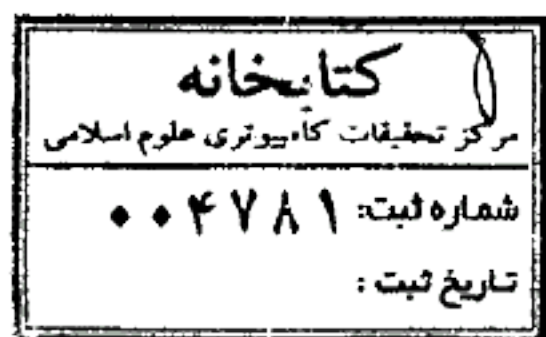 کتابخانه
مرکز تحقیقات کامپیوتری علوم اسلامی
شماره ثبت: ۰۰۴۷۸۱
تاریخ ثبت :